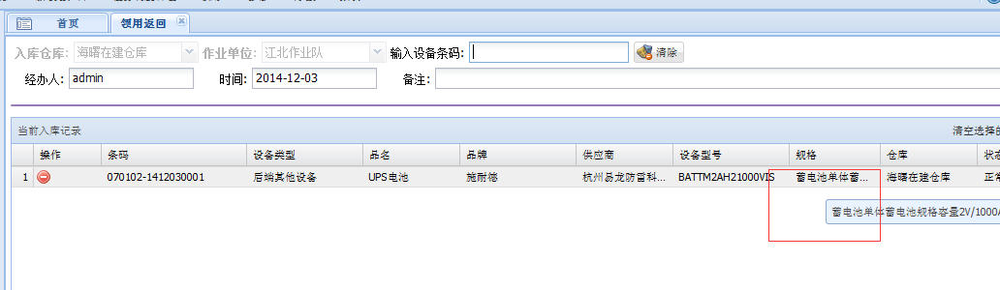 首页 领用返回
入库仓库: 海曙在建仓库 作业单位: 江北作业队 输入设备条码: 清除
经办人: admin 时间: 2014-12-03 备注:
当前入库记录 清空选择的
操作 条码 设备类型 品名 品牌 供应商 设备型号 规格 仓库 状态
1 070102-1412030001 后端其他设备 UPS电池 施耐德 杭州易龙防雷科... BATTM2AH21000VIS 蓄电池单体蓄... 海曙在建仓库 正常
蓄电池单体蓄电池规格容量2V/1000A